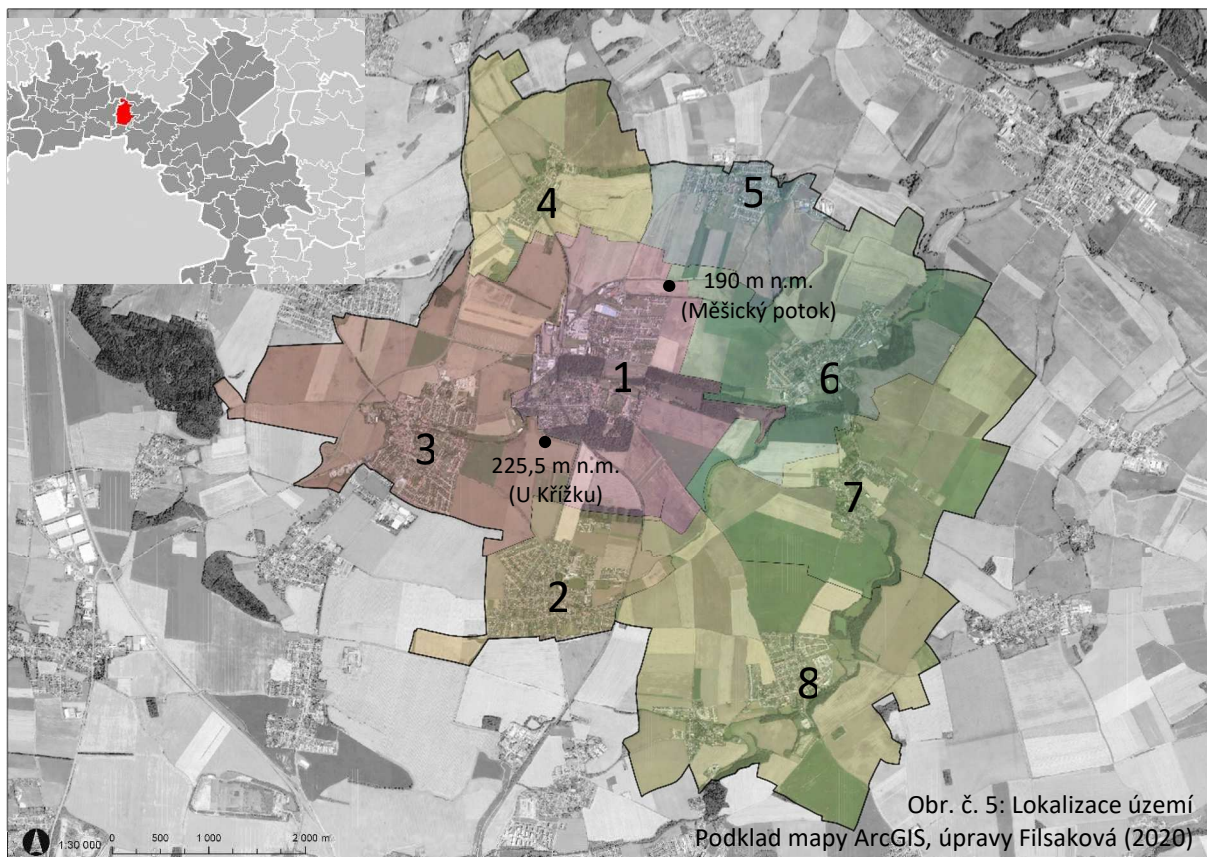 4
5
190 m n.m.
(Měšický potok)
1
6
3
225,5 m n.m.
(U Křížku)
7
2
8
Obr. č. 5: Lokalizace území
Podklad mapy ArcGIS, úpravy Filsaková (2020)
1:30 000
0 500 1 000 2 000 m